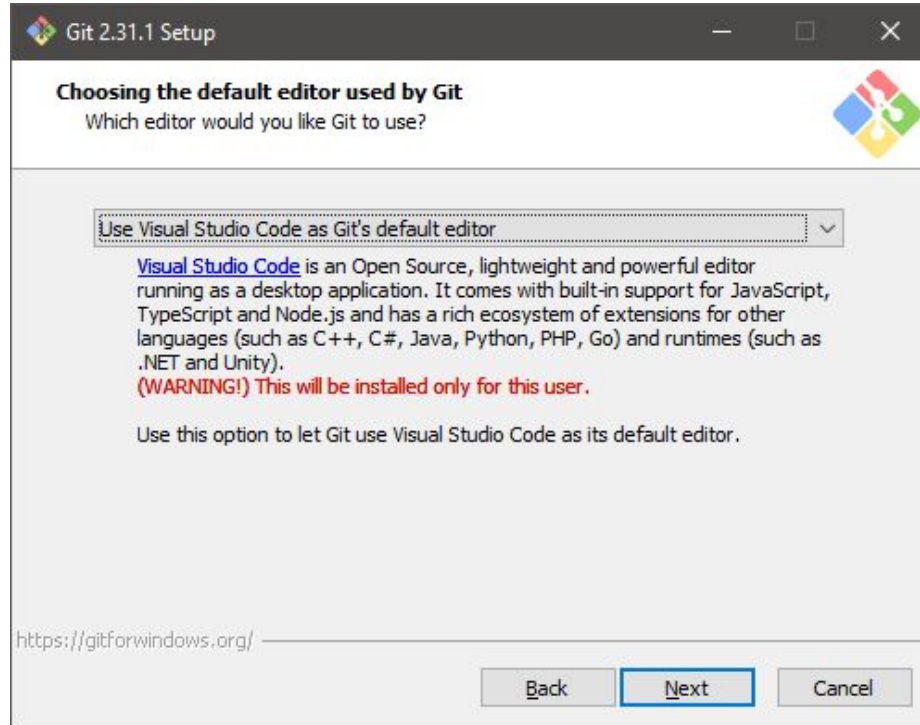 Git 2.31.1 Setup
Choosing the default editor used by Git
Which editor would you like Git to use?
Use Visual Studio Code as Git's default editor
Visual Studio Code is an Open Source, lightweight and powerful editor
running as a desktop application. It comes with built-in support for JavaScript,
TypeScript and Node.js and has a rich ecosystem of extensions for other
languages (such as C++, C#, Java, Python, PHP, Go) and runtimes (such as
.NET and Unity).
(WARNING!) This will be installed only for this user.
Use this option to let Git use Visual Studio Code as its default editor.
https://gitforwindows.org/
Back Next Cancel